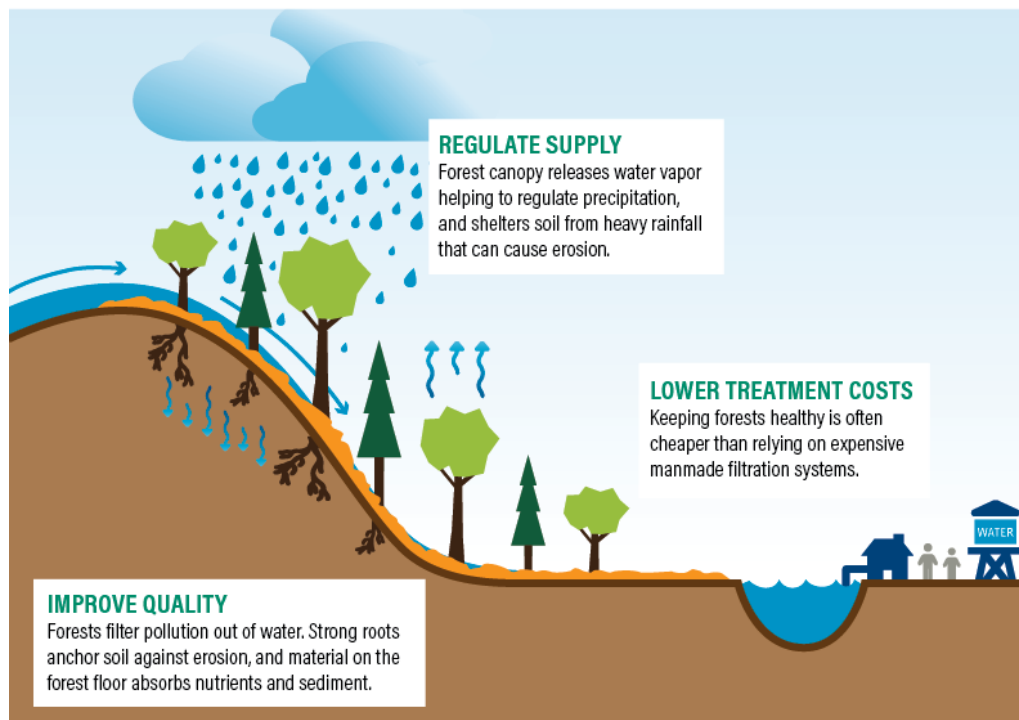 REGULATE SUPPLY
Forest canopy releases water vapor
helping to regulate precipitation,
and shelters soil from heavy rainfall
that can cause erosion.
LOWER TREATMENT COSTS
Keeping forests healthy is often
cheaper than relying on expensive
manmade filtration systems.
WATER
IMPROVE QUALITY
Forests filter pollution out of water. Strong roots
anchor soil against erosion, and material on the
forest floor absorbs nutrients and sediment.